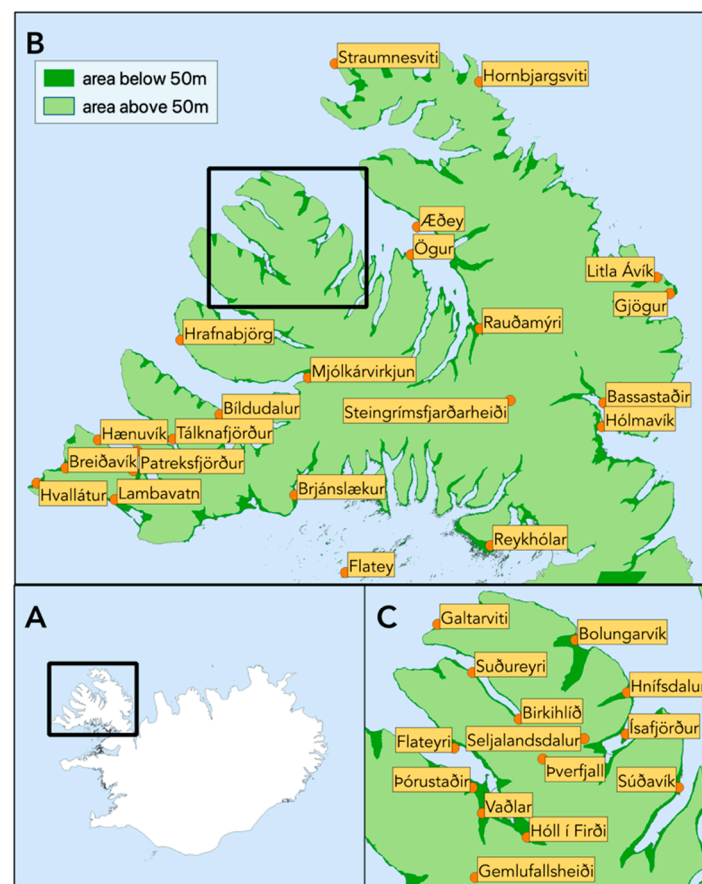 B
Straumnesviti
area below 50m
Hornbjargsviti
area above 50m
Æðey
Ögur
Litla Ávík
Gjögur
Rauðamýri
Hrafnabjörg
Mjólkárvirkjun
Bassastaðir
Steingrímsfjarðarheiði
Bíldudalur
Hólmavík
Hænuvík
Tálknafjörður
Breiðavík
Patreksfjörður
Hvallátur
Lambavatn
Brjánslækur
Reykhólar
Flatey
A
C
Galtarviti
Bolungarvík
Suðureyri
Hnífsdalur
Birkihlíð
Ísafjörður
Flateyri
Seljalandsdalur
Þverfjall
Þórustaðir
Súðavík
Vaðlar
Hóll í Firði
Gemlufallsheiði